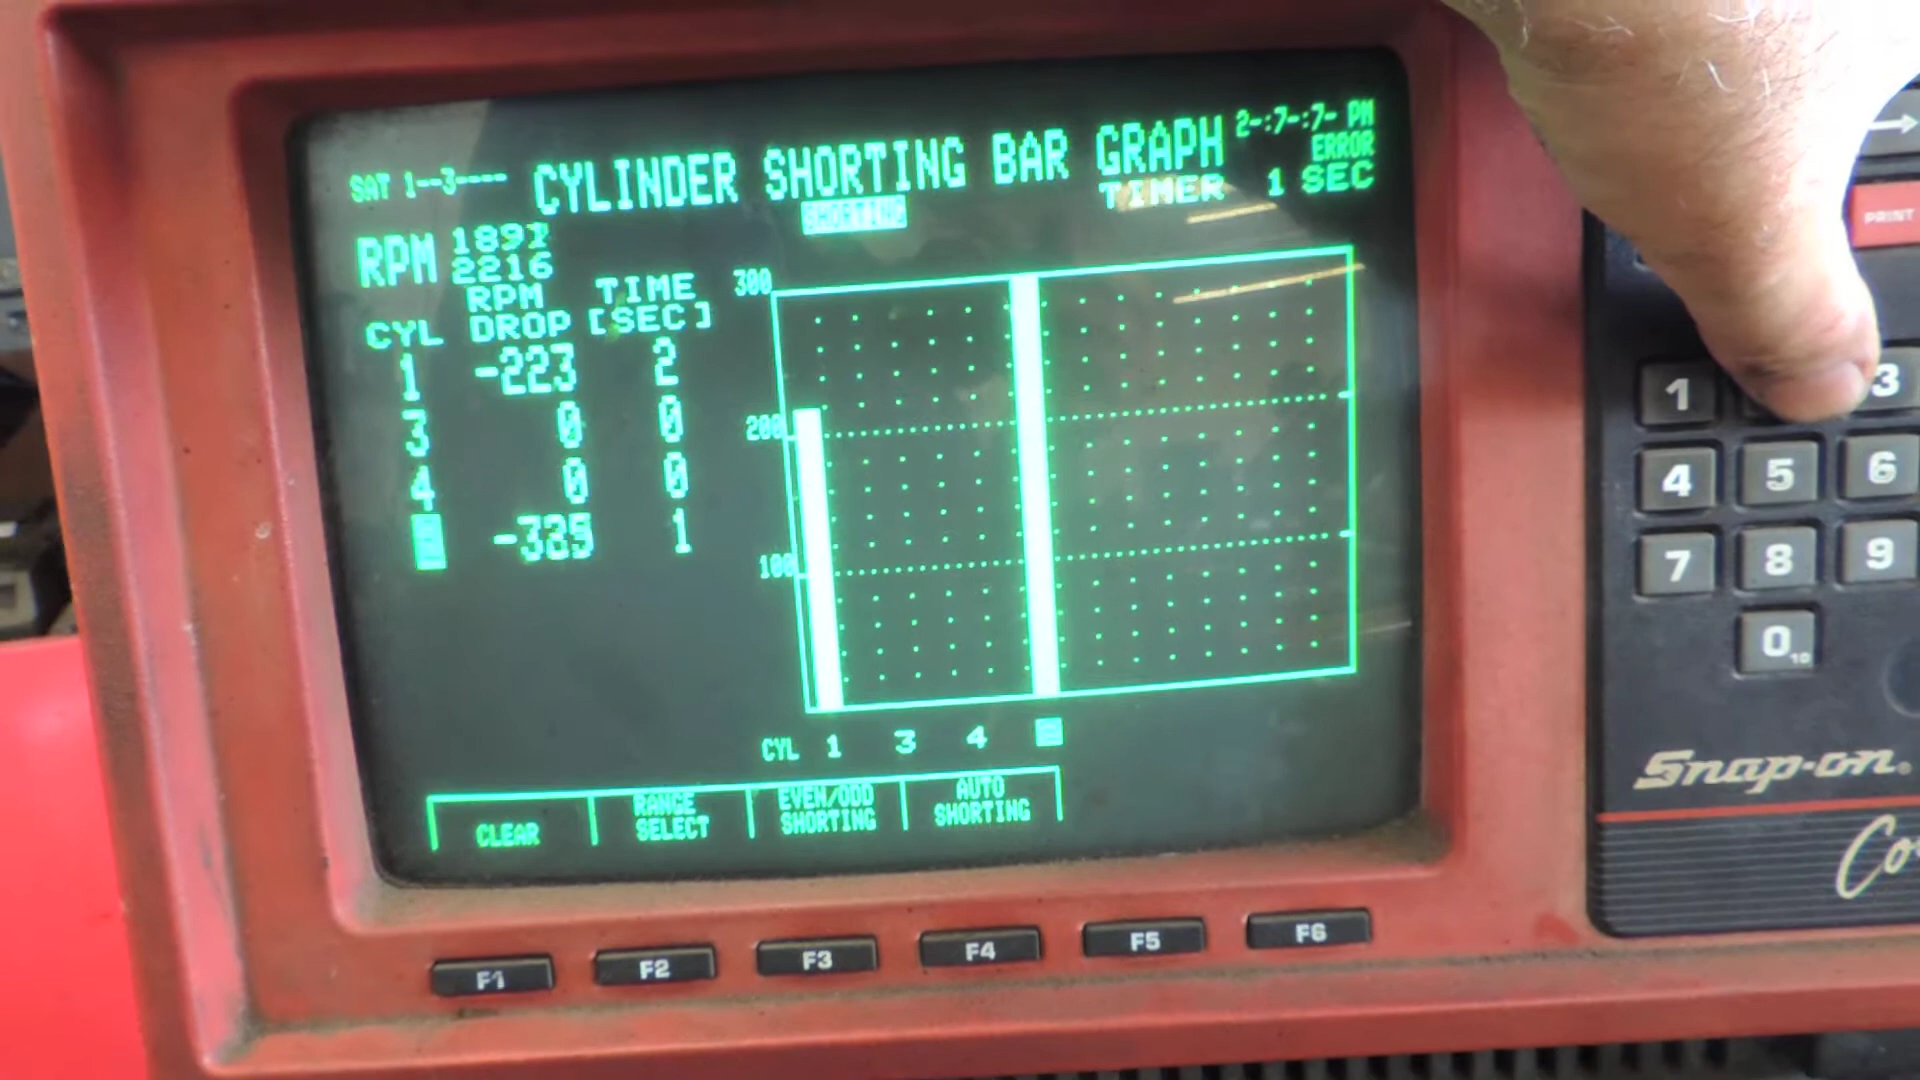 SAT 1--3----
CYLINDER SHORTING BAR GRAPH
2-:7-:7- PM
ERROR
TIMER 1 SEC
SHORTING
RPM
2216
CYL RPM DROP TIME [SEC]
1 -223 2
3 0 0
4 0 0
1
300
200
100
CYL 1 3 4
CLEAR
RANGE SELECT
EVEN/ODD SHORTING
AUTO SHORTING
F1 F2 F3 F4 F5 F6
PRINT
1 3
4 5 6
7 8 9
0 10
Snap-on